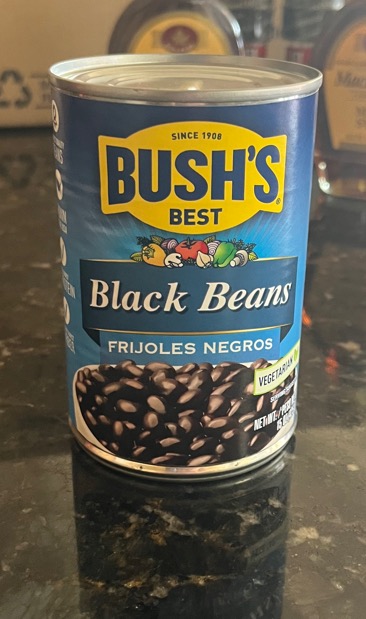 SINCE 1908
BUSH'S®
BEST
Black Beans
FRIJOLES NEGROS
VEGETARIAN